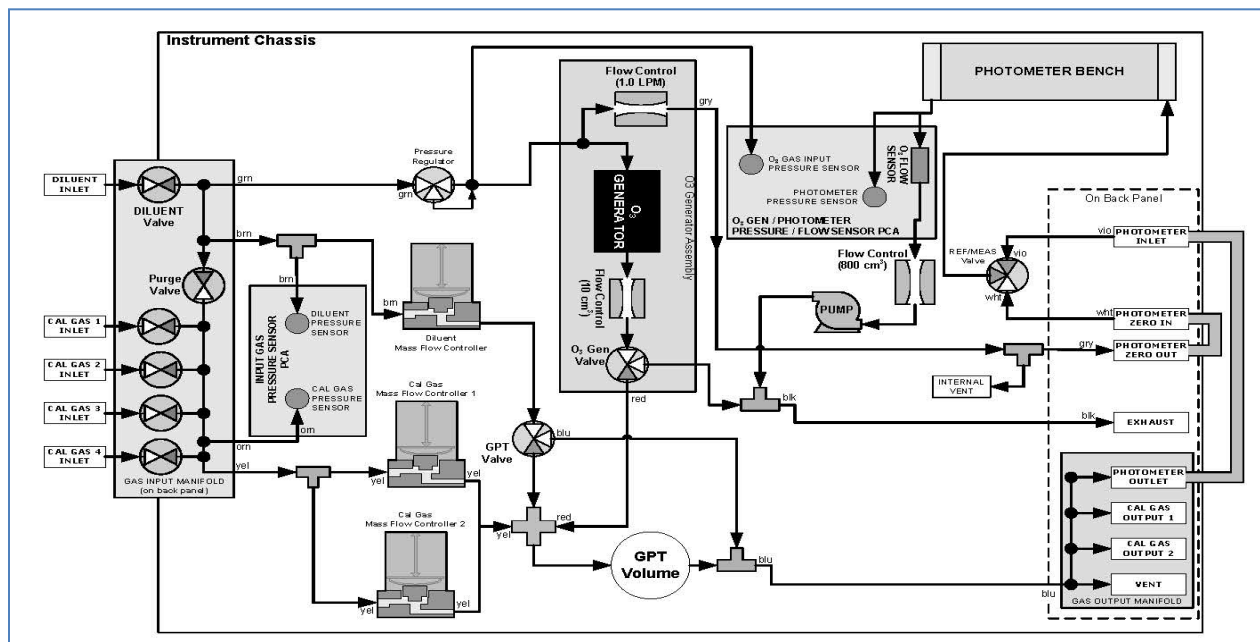 Instrument Chassis
Flow Control
(1.0 LPM)
gry
PHOTOMETER BENCH
Pressure
Regulator
O₃ GAS INPUT
PRESSURE SENSOR
O₃ FLOW
SENSOR
PHOTOMETER
PRESSURE SENSOR
O₃ GEN / PHOTOMETER
PRESSURE / FLOW SENSOR PCA
DILUENT
INLET
grn
grn
DILUENT
Valve
O₃
GENERATOR
O3 Generator Assembly
On Back Panel
vio
PHOTOMETER
INLET
REF/MEAS
Valve
vio
wht
wht
PHOTOMETER
ZERO IN
brn
brn
brn
Purge
Valve
Flow Control
(10 cm³)
Flow Control
(800 cm³)
PUMP
DILUENT
PRESSURE
SENSOR
INPUT GAS
PRESSURE SENSOR
PCA
CAL GAS
PRESSURE
SENSOR
Diluent
Mass Flow Controller
CAL GAS 1
INLET
CAL GAS 2
INLET
CAL GAS 3
INLET
CAL GAS 4
INLET
O₃ Gen
Valve
gry
PHOTOMETER
ZERO OUT
INTERNAL
VENT
red
blk
blk
EXHAUST
Cal Gas
Mass Flow Controller 1
orn
orn
yel
yel
yel
GAS INPUT MANIFOLD
(on back panel)
GPT
Valve
blu
Cal Gas
Mass Flow Controller 2
yel
yel
yel
red
GPT
Volume
blu
blu
PHOTOMETER
OUTLET
CAL GAS
OUTPUT 1
CAL GAS
OUTPUT 2
VENT
GAS OUTPUT MANIFOLD